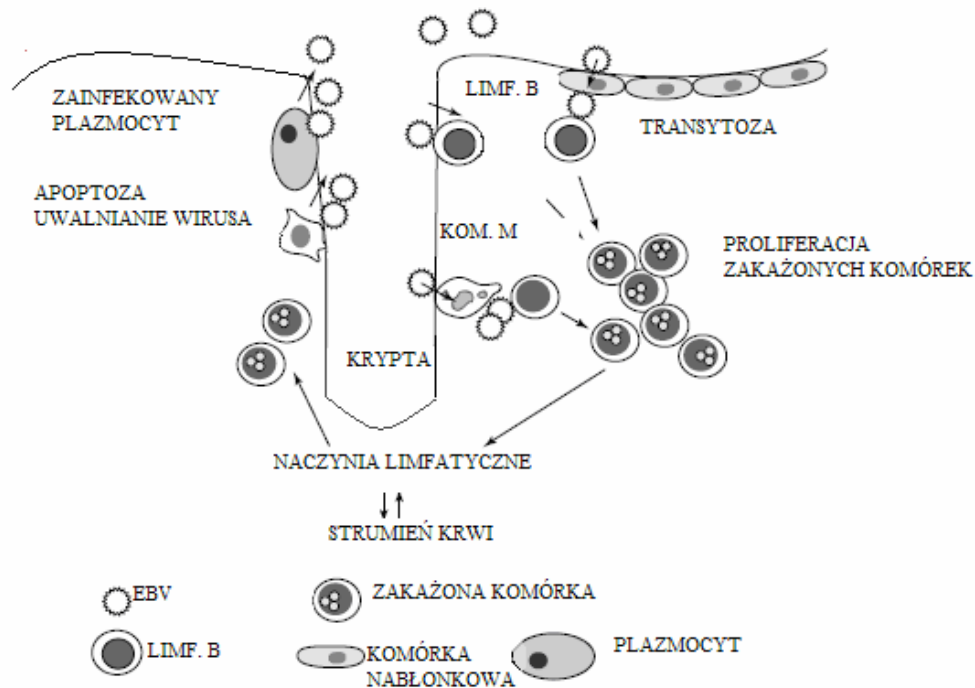 LIMF. B
ZAINFEKOWANY
PLAZMOCYT
TRANSYTOZA
APOPTOZA
UWALNIANIE WIRUSA
KOM. M
PROLIFERACJA
ZAKAŻONYCH KOMÓREK
KRYPTA
NACZYNIA LIMFATYCZNE
STRUMIEŃ KRWI
EBV
ZAKAŻONA KOMÓRKA
LIMF. B
KOMÓRKA
NABŁONKOWA
PLAZMOCYT